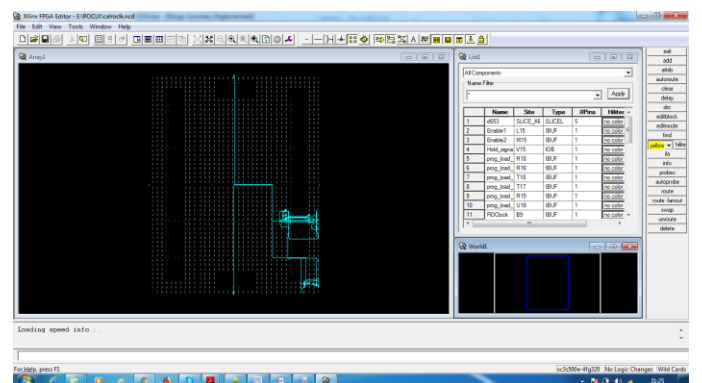 Xilinx FPGA Editor - E:\ROCLK\calroclk.ncd
File Edit View Tools Window Help
Array1
List1
All Components
Name Filter
*
Apply
Name Site Type #Pins Hilited
1 d653 SLICE_X6 SLICEL 5 no color
2 Enable1 L15 IBUF 1 no color
3 Enable2 M15 IBUF 1 no color
4 Hold_signa V15 IOB 1 no color
5 prog_load_ R18 IBUF 1 no color
6 prog_load_ R16 IBUF 1 no color
7 prog_load_ T18 IBUF 1 no color
8 prog_load_ T17 IBUF 1 no color
9 prog_load_ R15 IBUF 1 no color
10 prog_load_ U18 IBUF 1 no color
11 ROClock B9 IBUF 1 no color
World1
exit
add
attrib
autoroute
clear
delay
drc
editblock
editmode
find
yellow hilite
ila
info
probes
autoprobe
route
route -fanout
swap
unroute
delete
Loading speed info...
For Help, press F1
xc3s500e-4fg320 No Logic Changes Wild Cards
21:25